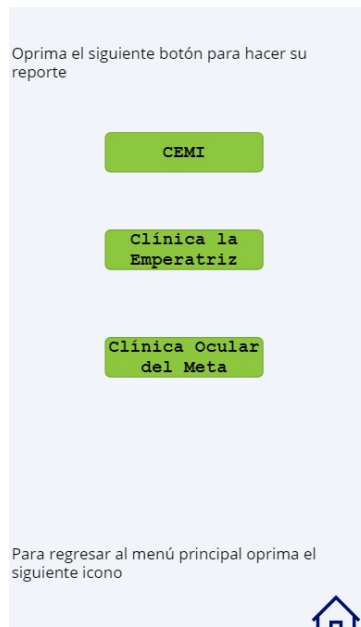 Oprima el siguiente botón para hacer su
reporte
CEMI
Clínica la
Emperatriz
Clínica Ocular
del Meta
Para regresar al menú principal oprima el
siguiente icono